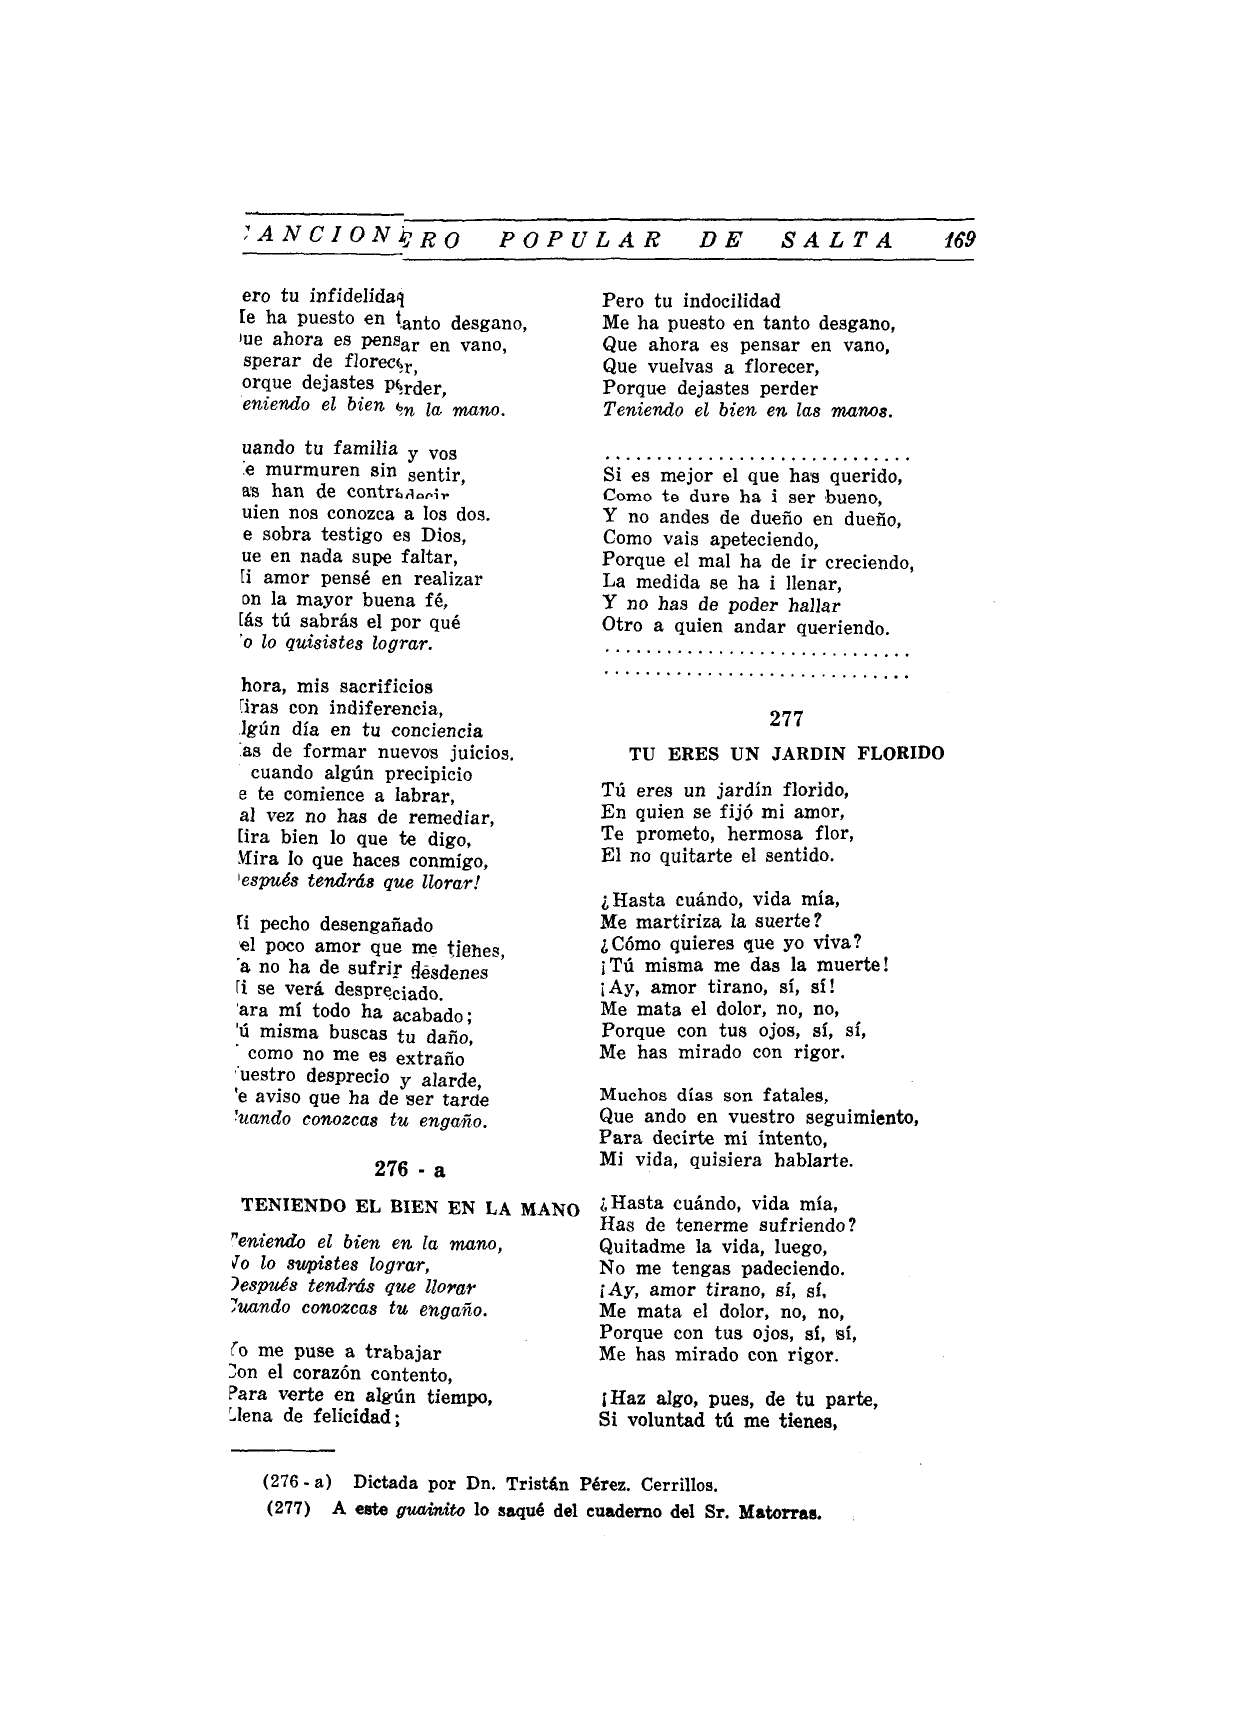 CANCIONERO POPULAR DE SALTA 169
ero tu infidelidad
Me ha puesto en tanto desgano,
que ahora es pensar en vano,
sperar de florecer,
orque dejastes perder,
eniendo el bien en la mano.
uando tu familia y vos
e murmuren sin sentir,
as han de contradecir
uien nos conozca a los dos.
e sobra testigo es Dios,
ue en nada supe faltar,
Mi amor pensé en realizar
on la mayor buena fé,
Más tú sabrás el por qué
o lo quisistes lograr.
hora, mis sacrificios
Miras con indiferencia,
lgún día en tu conciencia
as de formar nuevos juicios.
cuando algún precipicio
e te comience a labrar,
al vez no has de remediar,
Mira bien lo que te digo,
Mira lo que haces conmigo,
espués tendrás que llorar!
Mi pecho desengañado
el poco amor que me tienes,
a no ha de sufrir desdenes
Ni se verá despreciado.
ara mí todo ha acabado;
ú misma buscas tu daño,
como no me es extraño
uestro desprecio y alarde,
e aviso que ha de ser tarde
uando conozcas tu engaño.
276 - a
TENIENDO EL BIEN EN LA MANO
Teniendo el bien en la mano,
No lo supistes lograr,
Después tendrás que llorar
Cuando conozcas tu engaño.
Yo me puse a trabajar
Con el corazón contento,
Para verte en algún tiempo,
Llena de felicidad;
Pero tu indocilidad
Me ha puesto en tanto desgano,
Que ahora es pensar en vano,
Que vuelvas a florecer,
Porque dejastes perder
Teniendo el bien en las manos.
. . . . . . . . . . . . . . . . . . . . . . . . . . . . . .
Si es mejor el que has querido,
Como te dure ha i ser bueno,
Y no andes de dueño en dueño,
Como vais apeteciendo,
Porque el mal ha de ir creciendo,
La medida se ha i llenar,
Y no has de poder hallar
Otro a quien andar queriendo.
. . . . . . . . . . . . . . . . . . . . . . . . . . . . . .
. . . . . . . . . . . . . . . . . . . . . . . . . . . . . .
277
TU ERES UN JARDIN FLORIDO
Tú eres un jardín florido,
En quien se fijó mi amor,
Te prometo, hermosa flor,
El no quitarte el sentido.
¿Hasta cuándo, vida mía,
Me martiriza la suerte?
¿Cómo quieres que yo viva?
¡Tú misma me das la muerte!
¡Ay, amor tirano, sí, sí!
Me mata el dolor, no, no,
Porque con tus ojos, sí, sí,
Me has mirado con rigor.
Muchos días son fatales,
Que ando en vuestro seguimiento,
Para decirte mi intento,
Mi vida, quisiera hablarte.
¿Hasta cuándo, vida mía,
Has de tenerme sufriendo?
Quitadme la vida, luego,
No me tengas padeciendo.
¡Ay, amor tirano, sí, sí,
Me mata el dolor, no, no,
Porque con tus ojos, sí, sí,
Me has mirado con rigor.
¡Haz algo, pues, de tu parte,
Si voluntad tú me tienes,
(276 - a) Dictada por Dn. Tristán Pérez. Cerrillos.
(277) A este guainito lo saqué del cuaderno del Sr. Matorras.